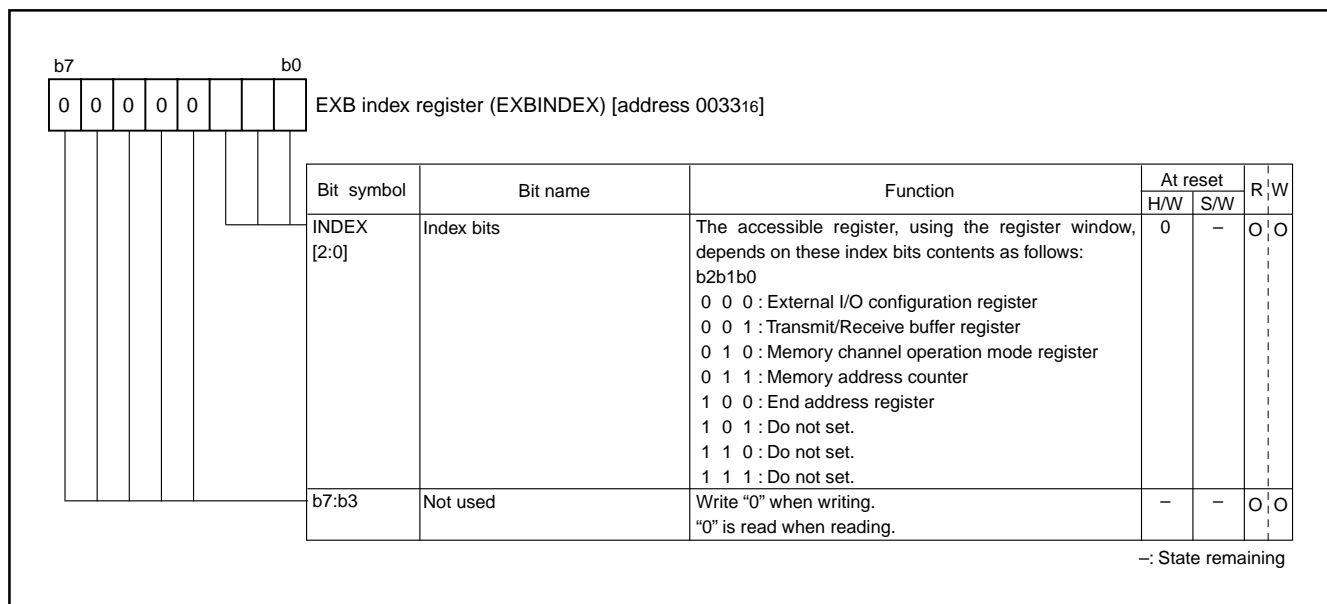 b7 b0
0 0 0 0 0 EXB index register (EXBINDEX) [address 003316]
Bit symbol Bit name Function At reset R W
H/W S/W
INDEX Index bits The accessible register, using the register window, 0 – O O
[2:0] depends on these index bits contents as follows:
b2b1b0
0 0 0 : External I/O configuration register
0 0 1 : Transmit/Receive buffer register
0 1 0 : Memory channel operation mode register
0 1 1 : Memory address counter
1 0 0 : End address register
1 0 1 : Do not set.
1 1 0 : Do not set.
1 1 1 : Do not set.
b7:b3 Not used Write “0” when writing. – – O O
“0” is read when reading.
–: State remaining